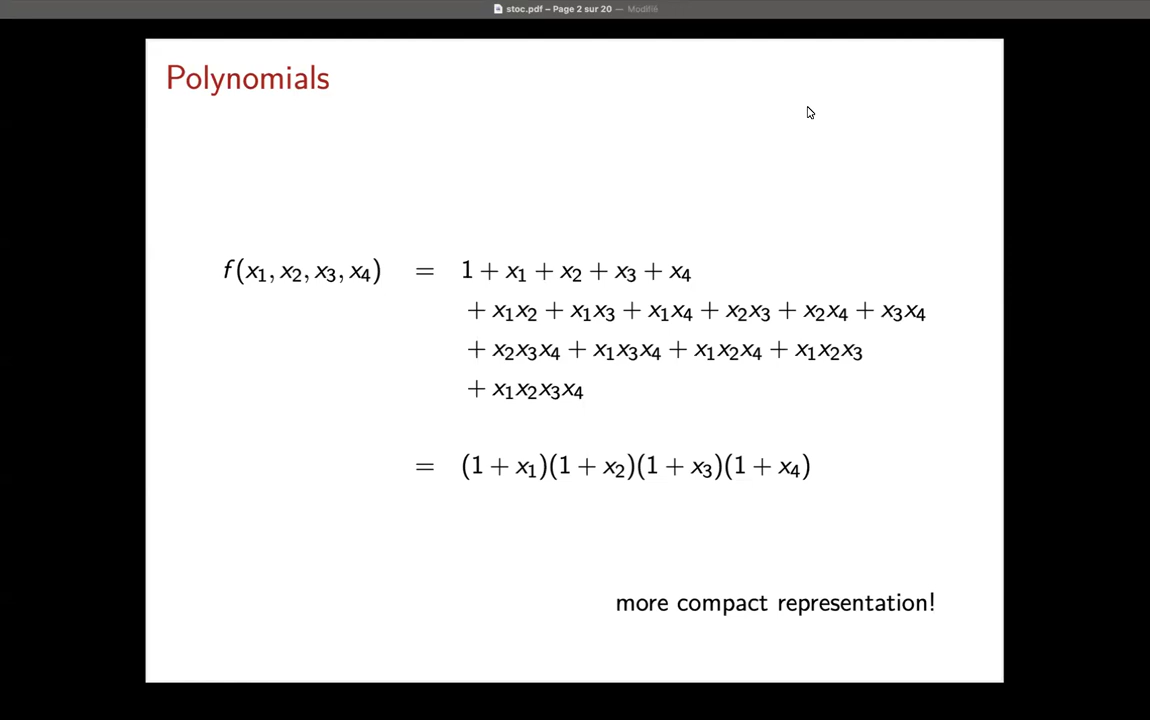 stoc.pdf – Page 2 sur 20 — Modifié
Polynomials
f(x₁, x₂, x₃, x₄) = 1 + x₁ + x₂ + x₃ + x₄
+ x₁x₂ + x₁x₃ + x₁x₄ + x₂x₃ + x₂x₄ + x₃x₄
+ x₂x₃x₄ + x₁x₃x₄ + x₁x₂x₄ + x₁x₂x₃
+ x₁x₂x₃x₄
= (1 + x₁)(1 + x₂)(1 + x₃)(1 + x₄)
more compact representation!